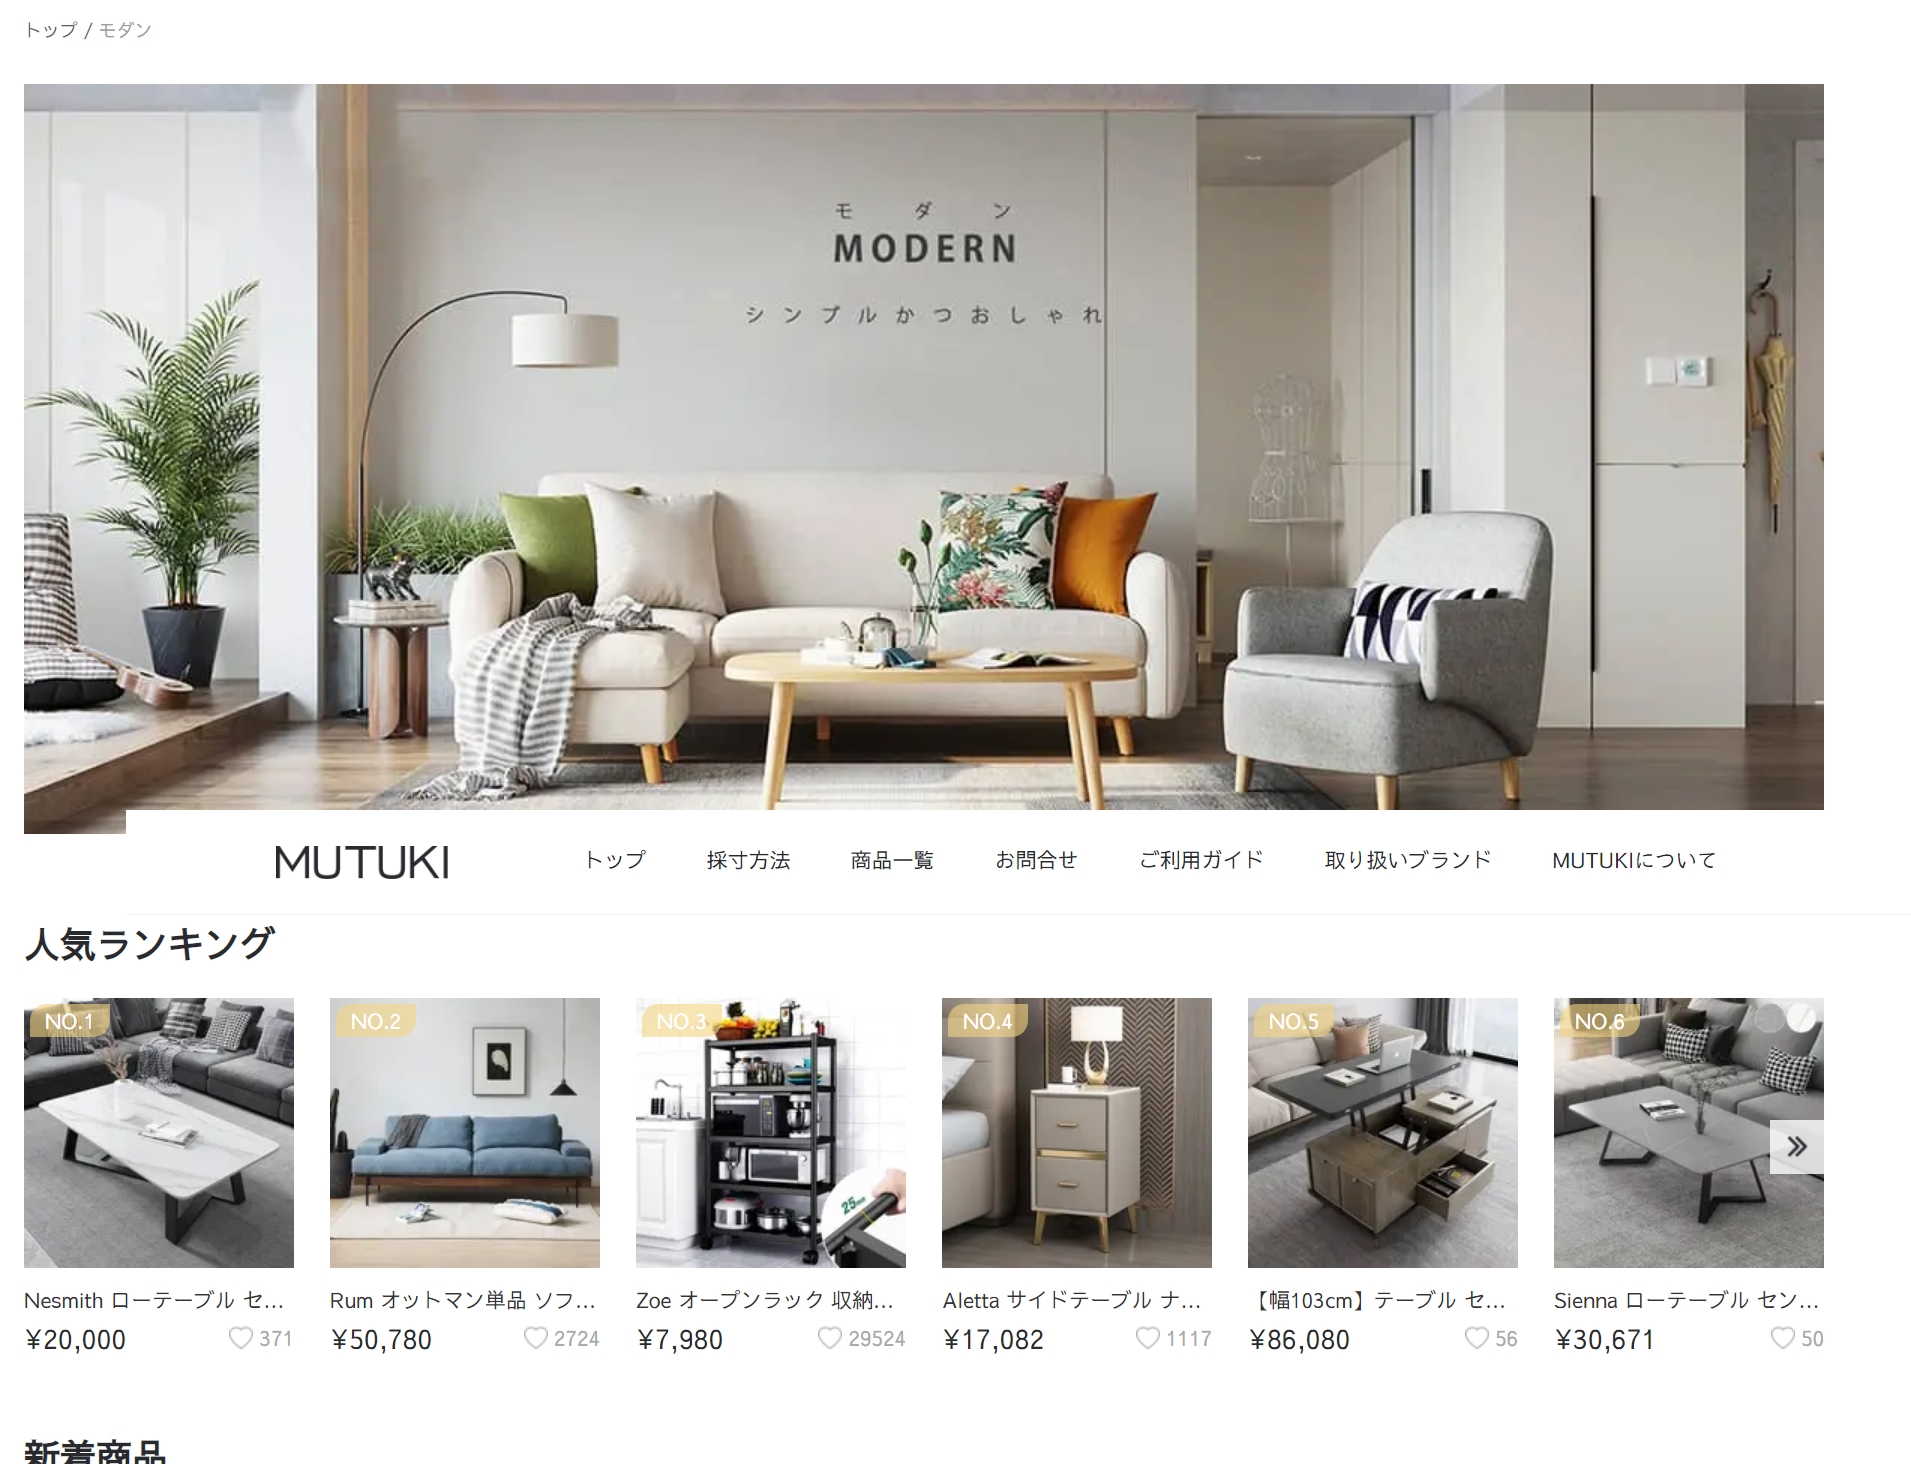 トップ / モダン
モダン
MODERN
シンプルかつおしゃれ
MUTUKI
トップ
採寸方法
商品一覧
お問合せ
ご利用ガイド
取り扱いブランド
MUTUKIについて
人気ランキング
NO.1
NO.2
NO.3
NO.4
NO.5
NO.6
25mm
Nesmith ローテーブル セ...
Rum オットマン単品 ソフ...
Zoe オープンラック 収納...
Aletta サイドテーブル ナ...
【幅103cm】テーブル セ...
Sienna ローテーブル セン...
¥20,000 371
¥50,780 2724
¥7,980 29524
¥17,082 1117
¥86,080 56
¥30,671 50
新着商品